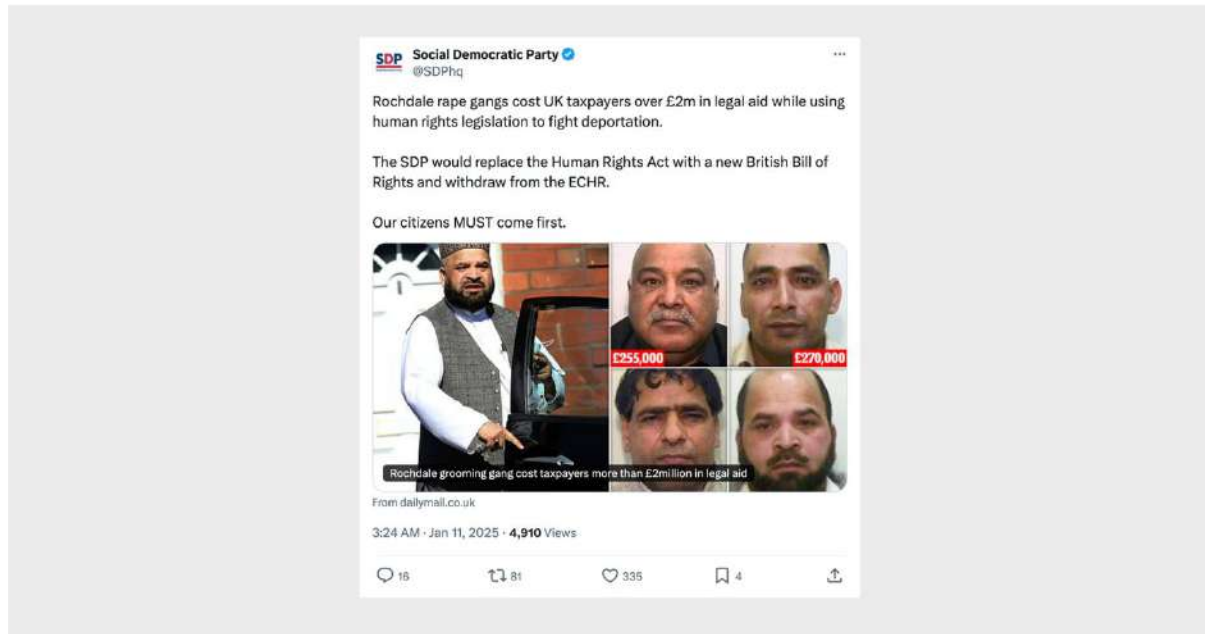 SDP
Social Democratic Party
@SDPhq
Rochdale rape gangs cost UK taxpayers over £2m in legal aid while using
human rights legislation to fight deportation.
The SDP would replace the Human Rights Act with a new British Bill of
Rights and withdraw from the ECHR.
Our citizens MUST come first.
£255,000
£270,000
Rochdale grooming gang cost taxpayers more than £2million in legal aid
From dailymail.co.uk
3:24 AM · Jan 11, 2025 · 4,910 Views
16
81
335
4